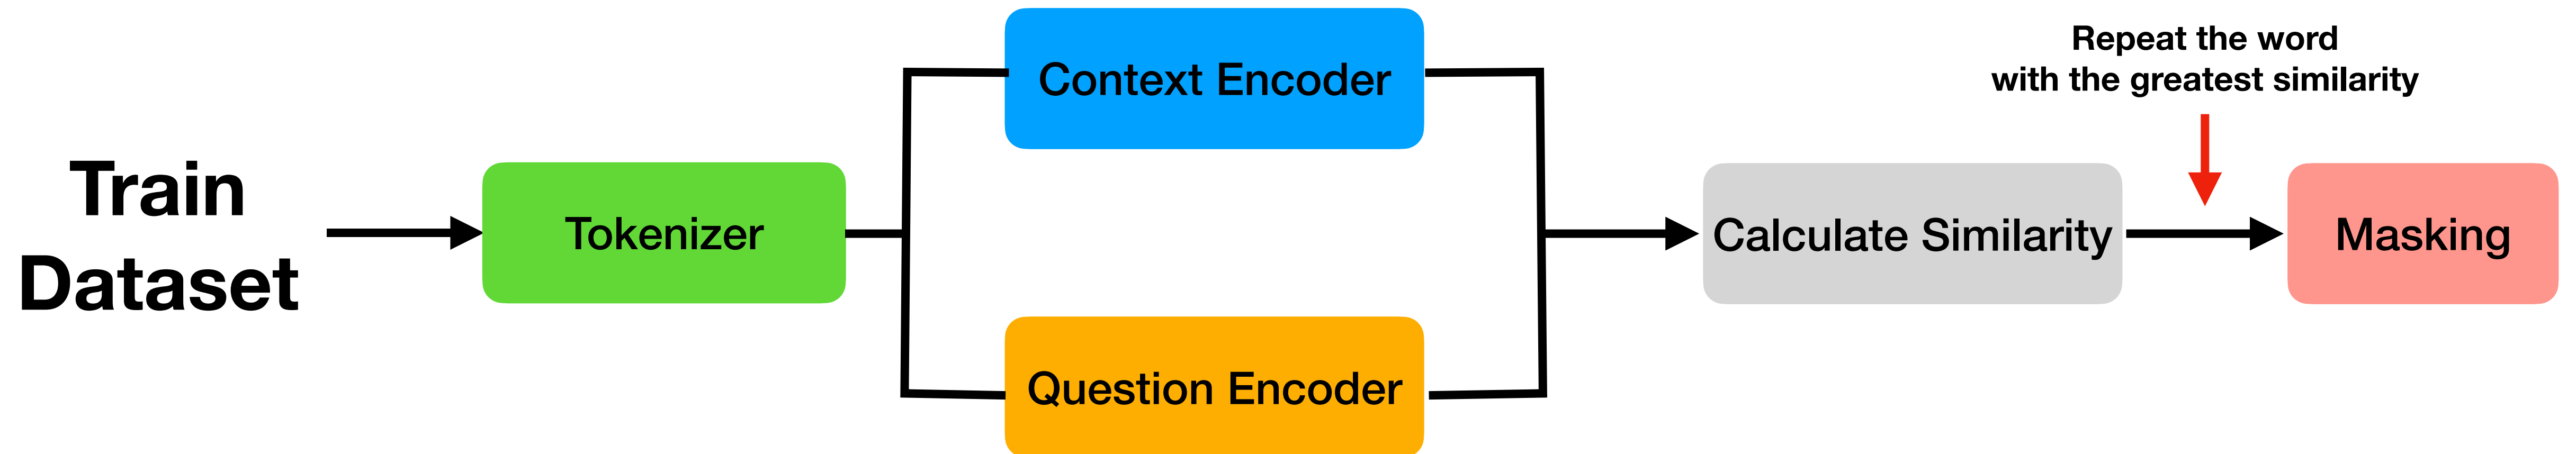 Train
Dataset
Tokenizer
Context Encoder
Question Encoder
Calculate Similarity
Repeat the word
with the greatest similarity
Masking